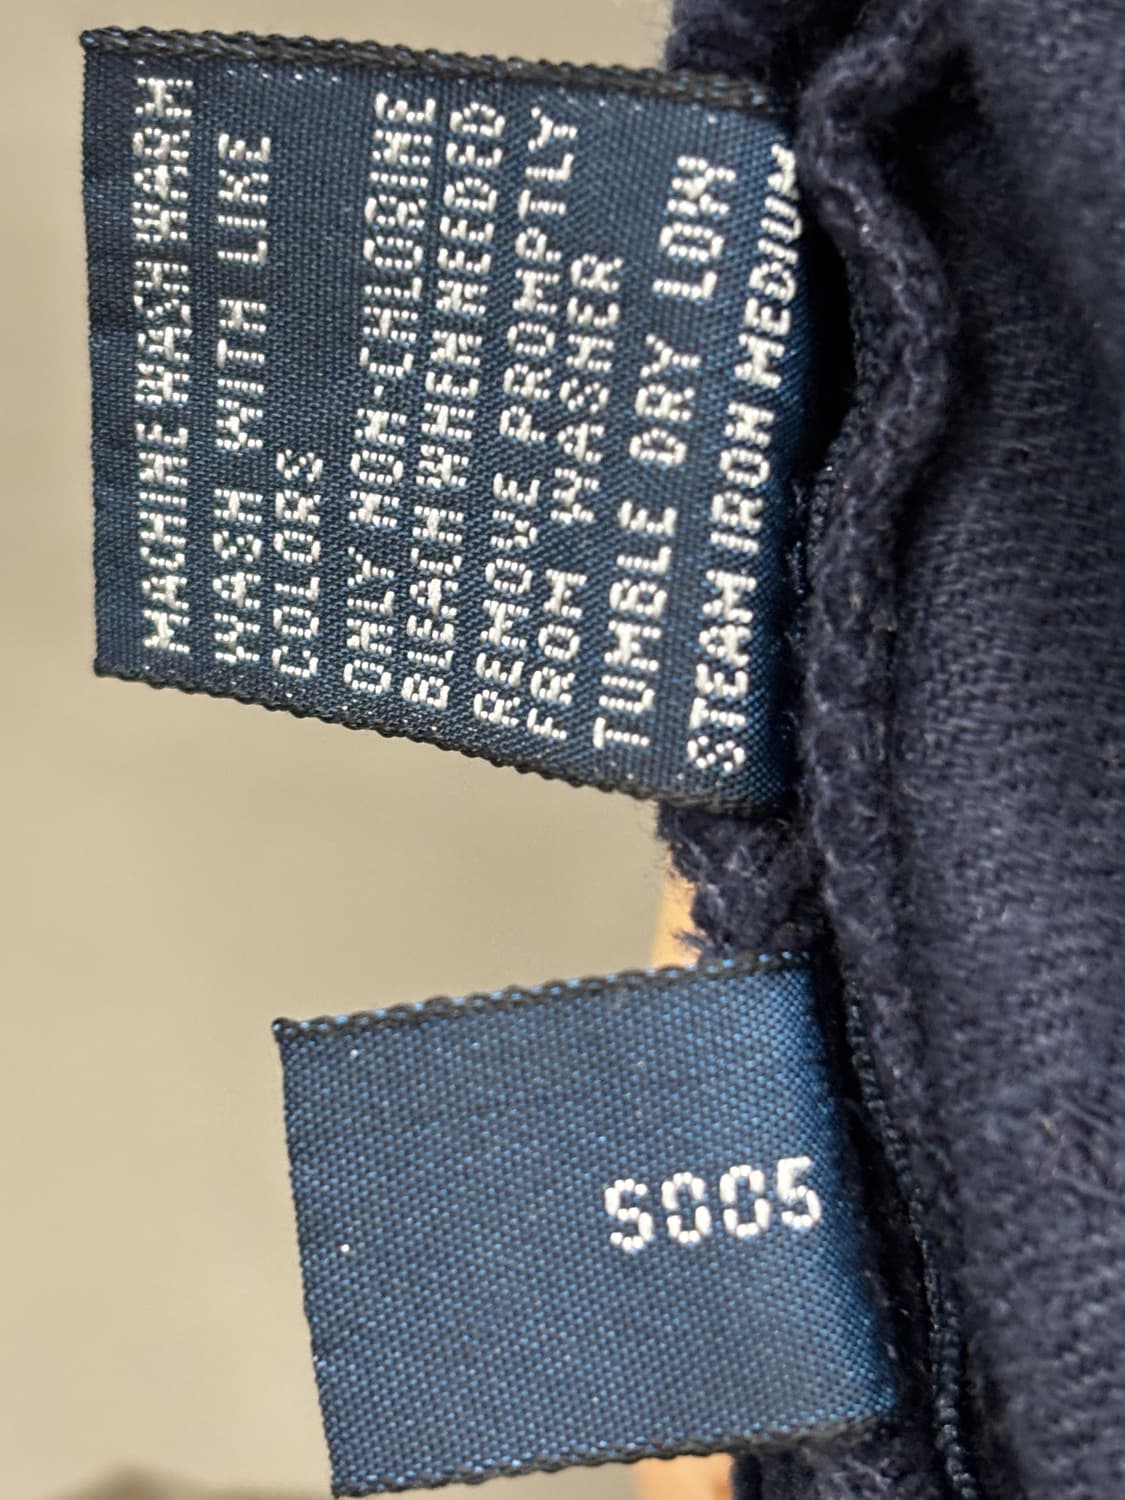 MACHINE WASH WARM
WASH WITH LIKE
COLORS
ONLY NON-CHLORINE
BLEACH WHEN NEEDED
REMOVE PROMPTLY
FROM WASHER
TUMBLE DRY LOW
STEAM IRON MEDIUM
S005